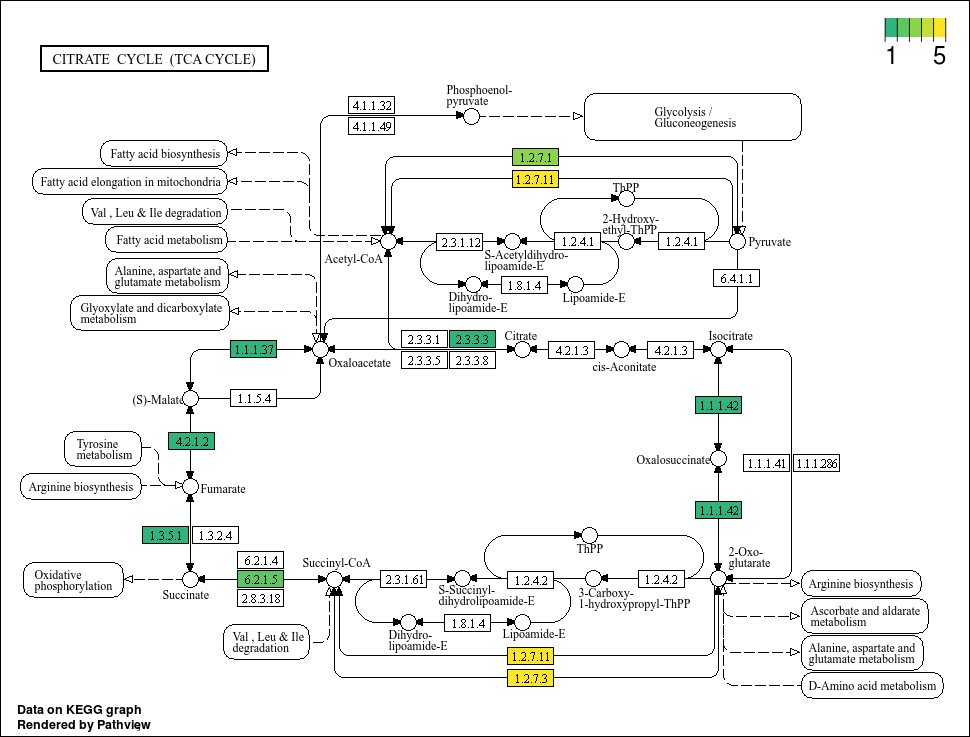 CITRATE CYCLE (TCA CYCLE)
1 5
Phosphoenol-
pyruvate
4.1.1.32
4.1.1.49
Glycolysis /
Gluconeogenesis
Fatty acid biosynthesis
Fatty acid elongation in mitochondria
Val , Leu & Ile degradation
Fatty acid metabolism
Alanine, aspartate and
glutamate metabolism
Glyoxylate and dicarboxylate
metabolism
1.2.7.1
1.2.7.11
ThPP
2-Hydroxy-
ethyl-ThPP
Acetyl-CoA
2.3.1.12
S-Acetyldihydro-
lipoamide-E
1.2.4.1
1.2.4.1
Pyruvate
Dihydro-
lipoamide-E
1.8.1.4
Lipoamide-E
6.4.1.1
1.1.1.37
Oxaloacetate
2.3.3.1
2.3.3.3
2.3.3.5
2.3.3.8
Citrate
4.2.1.3
cis-Aconitate
4.2.1.3
Isocitrate
(S)-Malate
1.1.5.4
1.1.1.42
4.2.1.2
Tyrosine
metabolism
Arginine biosynthesis
Fumarate
Oxalosuccinate
1.1.1.41
1.1.1.286
1.1.1.42
1.3.5.1
1.3.2.4
Oxidative
phosphorylation
Succinate
6.2.1.4
6.2.1.5
2.8.3.18
Succinyl-CoA
2.3.1.61
S-Succinyl-
dihydrolipoamide-E
1.2.4.2
ThPP
3-Carboxy-
1-hydroxypropyl-ThPP
1.2.4.2
2-Oxo-
glutarate
Dihydro-
lipoamide-E
1.8.1.4
Lipoamide-E
Val , Leu & Ile
degradation
1.2.7.11
1.2.7.3
Arginine biosynthesis
Ascorbate and aldarate
metabolism
Alanine, aspartate and
glutamate metabolism
D-Amino acid metabolism
Data on KEGG graph
Rendered by Pathview